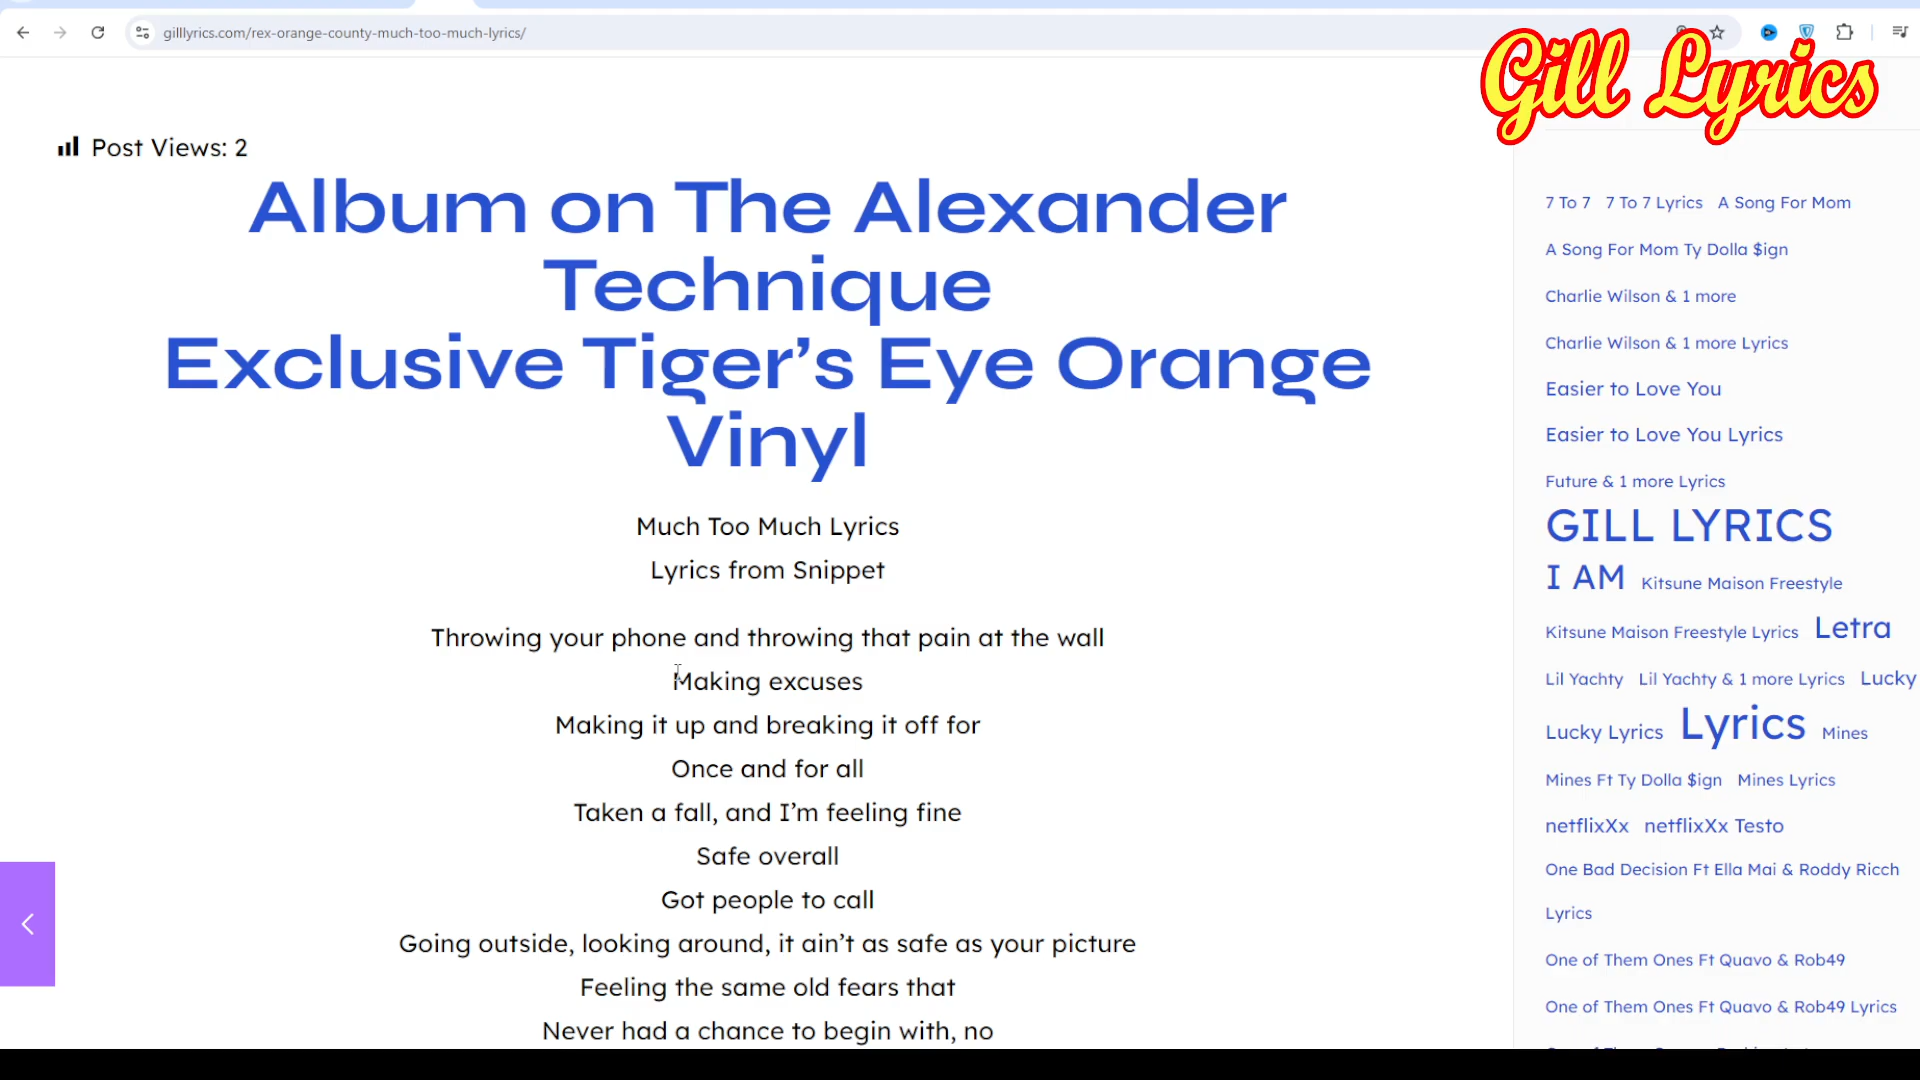 gilllyrics.com/rex-orange-county-much-too-much-lyrics/
Gill Lyrics
Post Views: 2
Album on The Alexander
Technique
Exclusive Tiger’s Eye Orange
Vinyl
Much Too Much Lyrics
Lyrics from Snippet
Throwing your phone and throwing that pain at the wall
Making excuses
Making it up and breaking it off for
Once and for all
Taken a fall, and I’m feeling fine
Safe overall
Got people to call
Going outside, looking around, it ain’t as safe as your picture
Feeling the same old fears that
Never had a chance to begin with, no
7 To 7 7 To 7 Lyrics A Song For Mom
A Song For Mom Ty Dolla $ign
Charlie Wilson & 1 more
Charlie Wilson & 1 more Lyrics
Easier to Love You
Easier to Love You Lyrics
Future & 1 more Lyrics
GILL LYRICS
I AM Kitsune Maison Freestyle
Kitsune Maison Freestyle Lyrics Letra
Lil Yachty Lil Yachty & 1 more Lyrics Lucky
Lucky Lyrics Lyrics Mines
Mines Ft Ty Dolla $ign Mines Lyrics
netflixXx netflixXx Testo
One Bad Decision Ft Ella Mai & Roddy Ricch
Lyrics
One of Them Ones Ft Quavo & Rob49
One of Them Ones Ft Quavo & Rob49 Lyrics